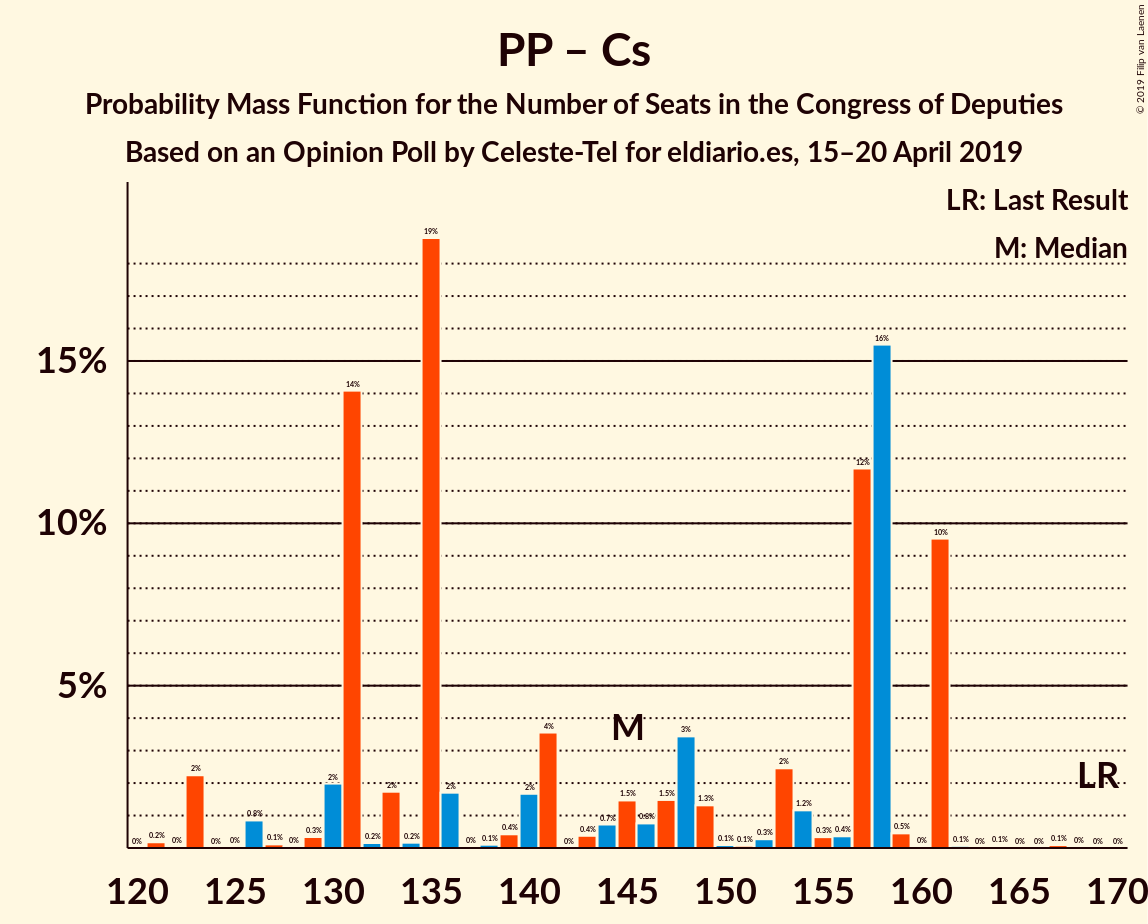 PP – Cs
Probability Mass Function for the Number of Seats in the Congress of Deputies
Based on an Opinion Poll by Celeste-Tel for eldiario.es, 15–20 April 2019
© 2019 Filip van Laenen
LR: Last Result
M: Median
15%
10%
5%
0% 0.2% 0% 2% 0% 0% 0.8% 0.1% 0% 0.3% 2% 14% 0.2% 2% 0.2% 19% 2% 0% 0.1% 0.4% 2% 4% 0% 0.4% 0.7% 1.5% 0.8% 1.5% 3% 1.3% 0.1% 0.1% 0.3% 2% 1.2% 0.3% 0.4% 12% 16% 0.5% 0% 10% 0.1% 0% 0.1% 0% 0% 0.1% 0% 0% 0%
M
LR
120 125 130 135 140 145 150 155 160 165 170